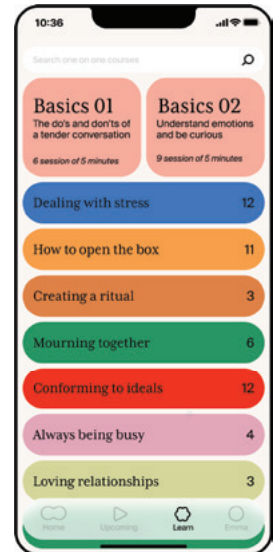 10:36
Search one on one courses
Basics 01
The do's and don'ts of
a tender conversation
6 session of 5 minutes
Basics 02
Understand emotions
and be curious
9 session of 5 minutes
Dealing with stress 12
How to open the box 11
Creating a ritual 3
Mourning together 6
Conforming to ideals 12
Always being busy 4
Loving relationships 3
Home Upcoming Learn Emma